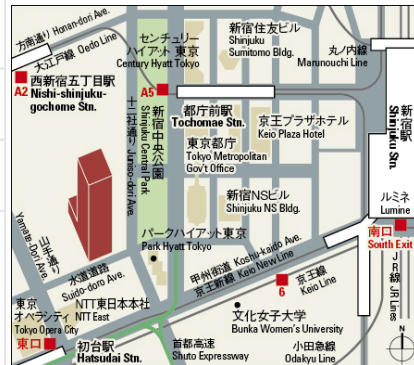 方南通り Honan-dori Ave.
大江戸線 Oedo Line
A2
西新宿五丁目駅
Nishi-shinjuku-
gochome Stn.
センチュリー
ハイアット 東京
Century Hyatt Tokyo
A5
新宿住友ビル
Shinjuku
Sumitomo Bldg.
丸ノ内線
Marunouchi Line
都庁前駅
Tochomae Stn.
京王プラザホテル
Keio Plaza Hotel
新宿駅
Shinjuku Stn.
十二社通り Juniso-dori Ave.
新宿中央公園
Shinjuku Central Park
東京都庁
Tokyo Metropolitan
Gov't Office
新宿NSビル
Shinjuku NS Bldg.
ルミネ
Lumine
南口
South Exit
山手通り
Yamate-dori Ave.
パークハイアット東京
Park Hyatt Tokyo
水道道路
Suido-doro Ave.
甲州街道 Koshu-kaido Ave.
京王新線 Keio New Line
6
京王線
Keio Line
JR線 JR Lines
東京
オペラシティ
Tokyo Opera City
NTT東日本本社
NTT East
文化女子大学
Bunka Women's University
東口
初台駅
Hatsudai Stn.
首都高速
Shuto Expressway
小田急線
Odakyu Line
N